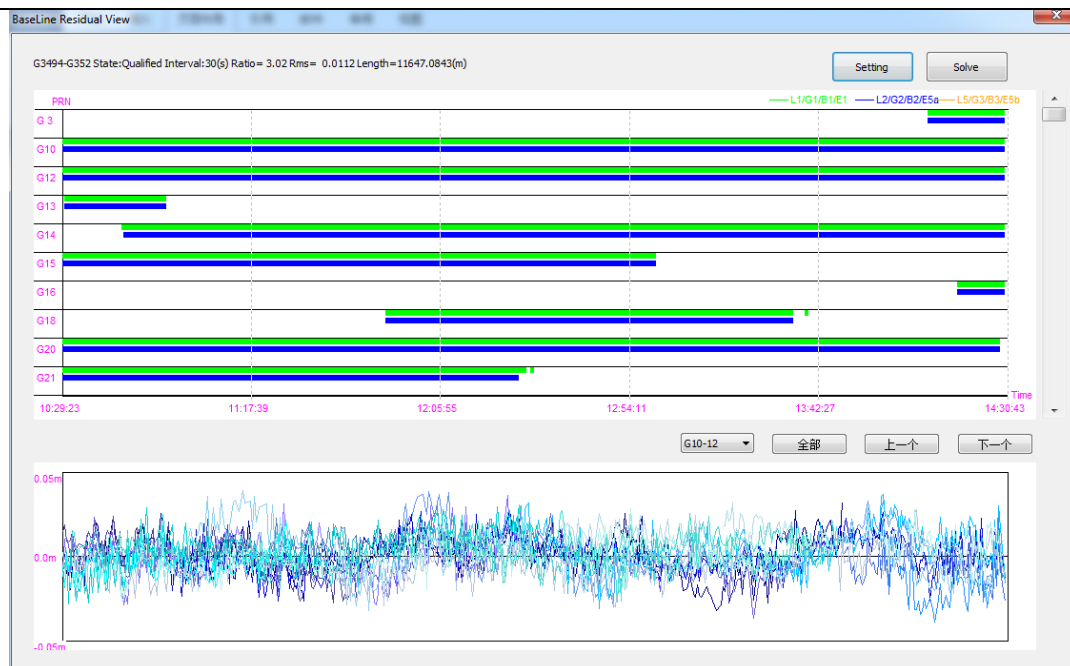 BaseLine Residual View
G3494-G352 State:Qualified Interval:30(s) Ratio= 3.02 Rms= 0.0112 Length=11647.0843(m)
Setting
Solve
PRN
L1/G1/B1/E1
L2/G2/B2/E5a
L5/G3/B3/E5b
G 3
G10
G12
G13
G14
G15
G16
G18
G20
G21
Time
10:29:23 11:17:39 12:05:55 12:54:11 13:42:27 14:30:43
G10-12 全部 上一个 下一个
0.05m
0.0m
-0.05m